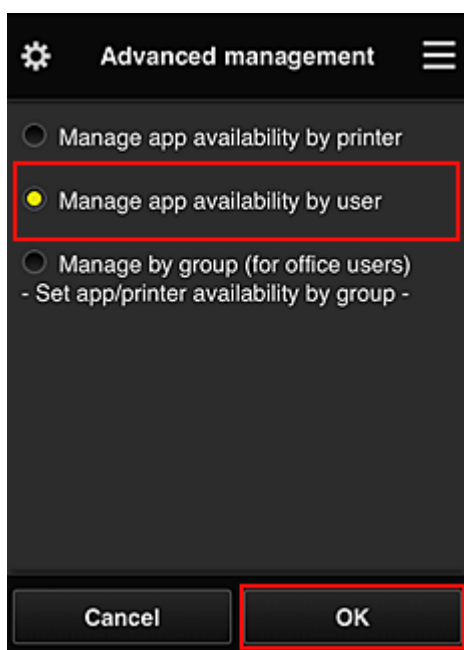 Advanced management
Manage app availability by printer
Manage app availability by user
Manage by group (for office users)
- Set app/printer availability by group -
Cancel
OK